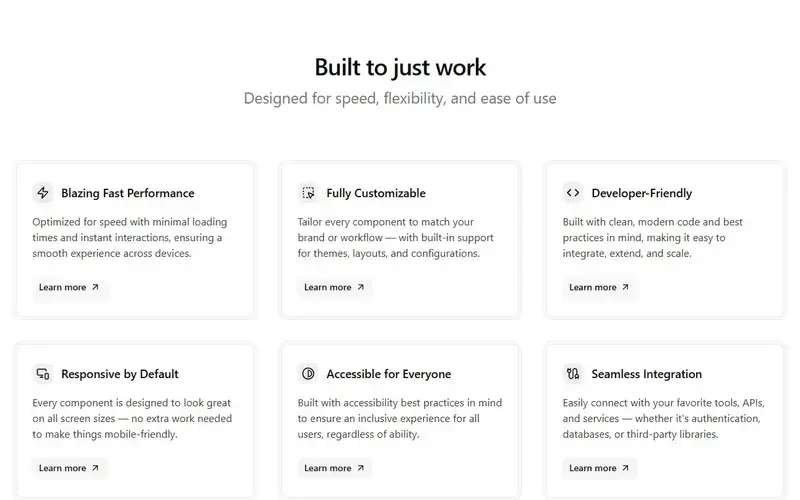 Built to just work
Designed for speed, flexibility, and ease of use
Blazing Fast Performance
Optimized for speed with minimal loading
times and instant interactions, ensuring a
smooth experience across devices.
Learn more
Fully Customizable
Tailor every component to match your
brand or workflow — with built-in support
for themes, layouts, and configurations.
Learn more
Developer-Friendly
Built with clean, modern code and best
practices in mind, making it easy to
integrate, extend, and scale.
Learn more
Responsive by Default
Every component is designed to look great
on all screen sizes — no extra work needed
to make things mobile-friendly.
Learn more
Accessible for Everyone
Built with accessibility best practices in mind
to ensure an inclusive experience for all
users, regardless of ability.
Learn more
Seamless Integration
Easily connect with your favorite tools, APIs,
and services — whether it's authentication,
databases, or third-party libraries.
Learn more